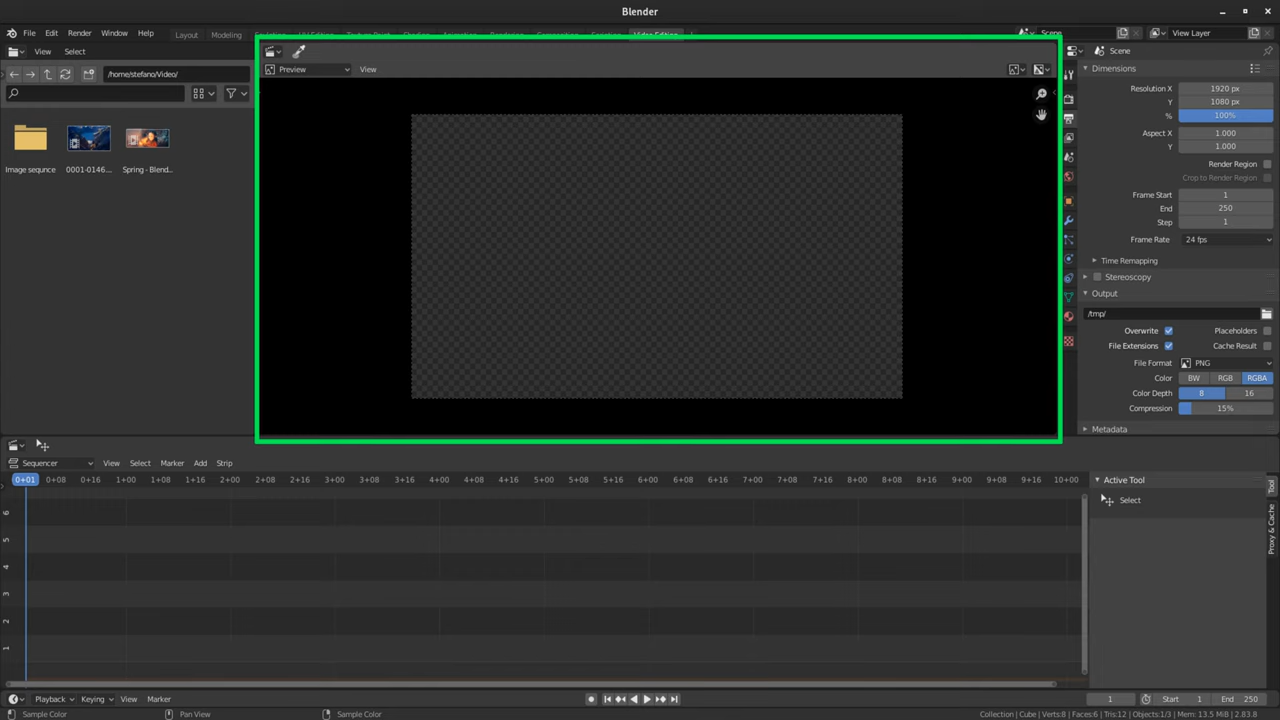 Blender
File Edit Render Window Help Layout Modeling Sculpting UV Editing Texture Paint Shading Animation Rendering Compositing Scripting Video Editing + Scene View Layer
View Select
Scene
/home/stefano/Video/
Preview View
Image sequnce 0001-0146... Spring - Blend...
Dimensions
Resolution X 1920 px
Y 1080 px
% 100%
Aspect X 1.000
Y 1.000
Render Region
Crop to Render Region
Frame Start 1
End 250
Step 1
Frame Rate 24 fps
Time Remapping
Stereoscopy
Output
/tmp/
Overwrite Placeholders
File Extensions Cache Result
File Format PNG
Color BW RGB RGBA
Color Depth 8 16
Compression 15%
Metadata
Sequencer View Select Marker Add Strip
0+01 0+08 0+16 1+00 1+08 1+16 2+00 2+08 2+16 3+00 3+08 3+16 4+00 4+08 4+16 5+00 5+08 5+16 6+00 6+08 6+16 7+00 7+08 7+16 8+00 8+08 8+16 9+00 9+08 9+16 10+00
Active Tool
Select
Tool
Proxy & Cache
6
5
4
3
2
1
Playback Keying View Marker 1 Start 1 End 250
Sample Color Pan View Sample Color Collection | Cube | Verts:8 | Faces:6 | Tris:12 | Objects:1/3 | Mem: 13.5 MiB | 2.83.8